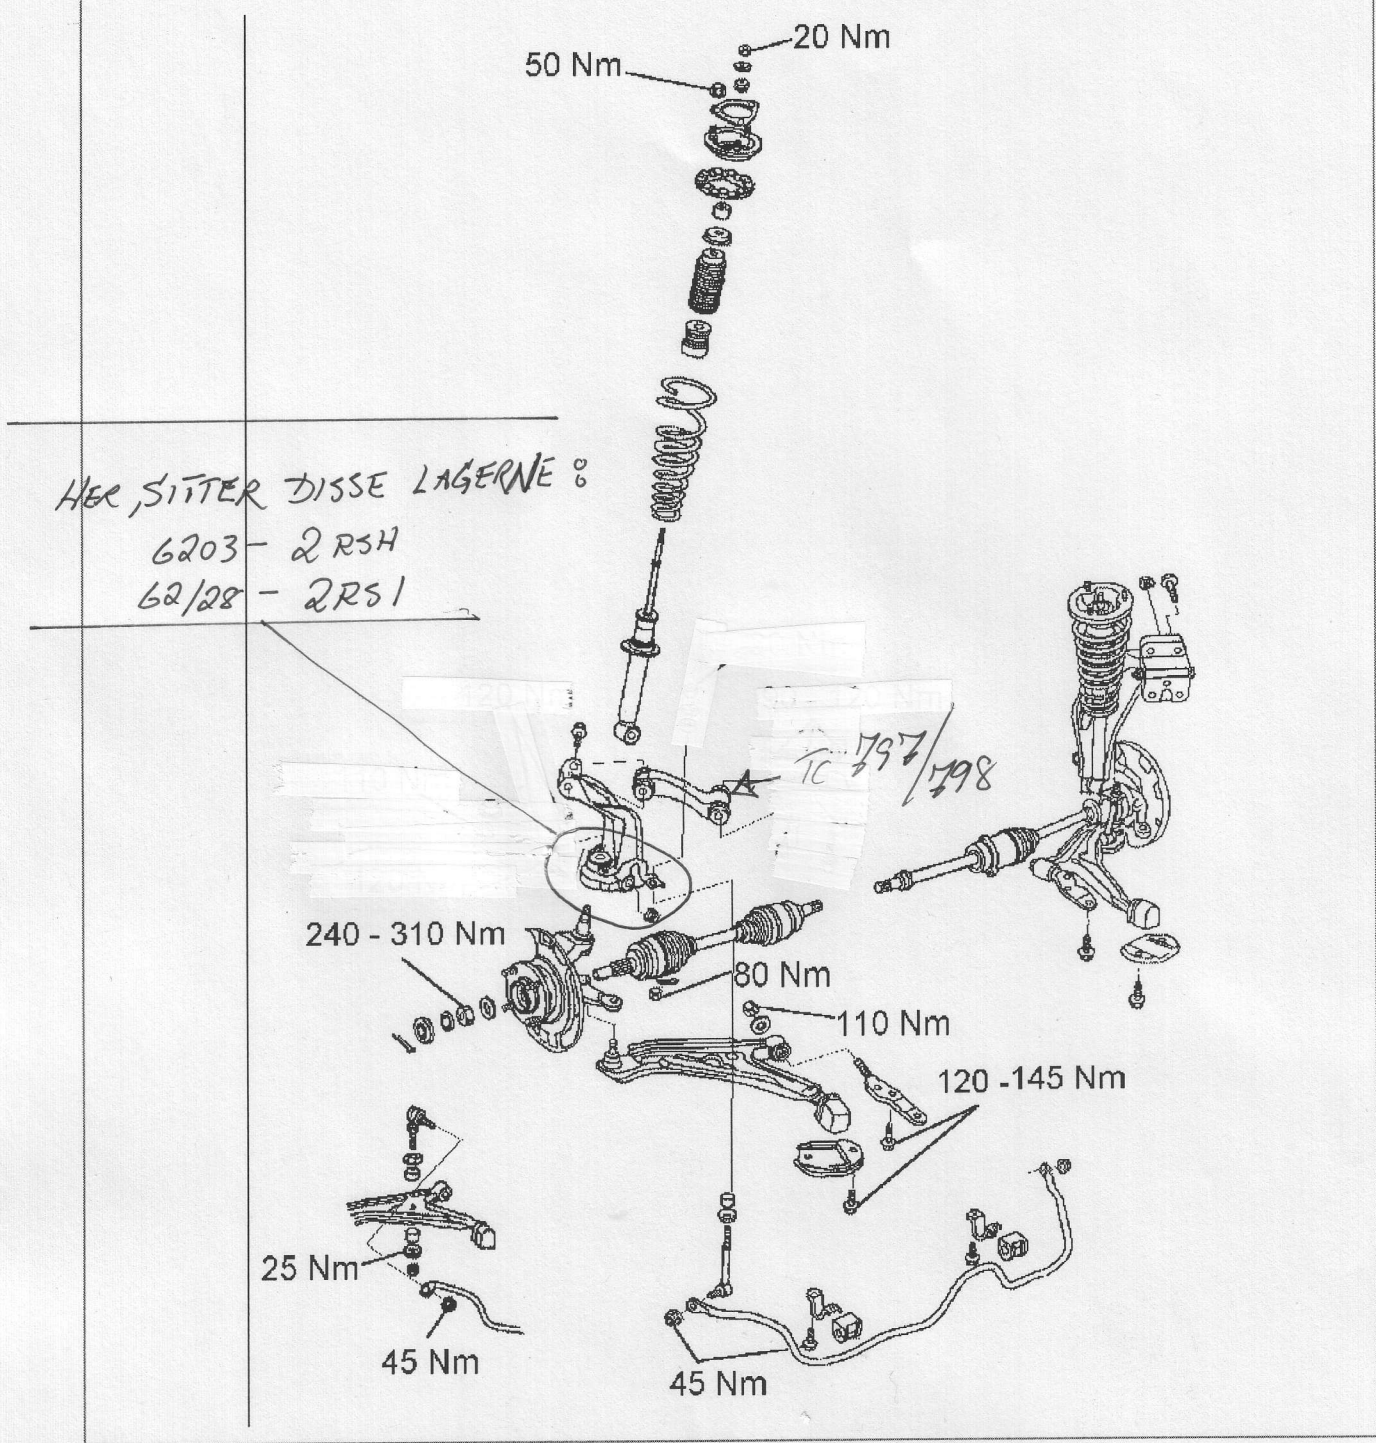 20 Nm
50 Nm
HER, SITTER DISSE LAGERNE :
6203 - 2RSH
62/28 - 2RS1
TC 797/798
240 - 310 Nm
80 Nm
110 Nm
120 -145 Nm
25 Nm
45 Nm
45 Nm